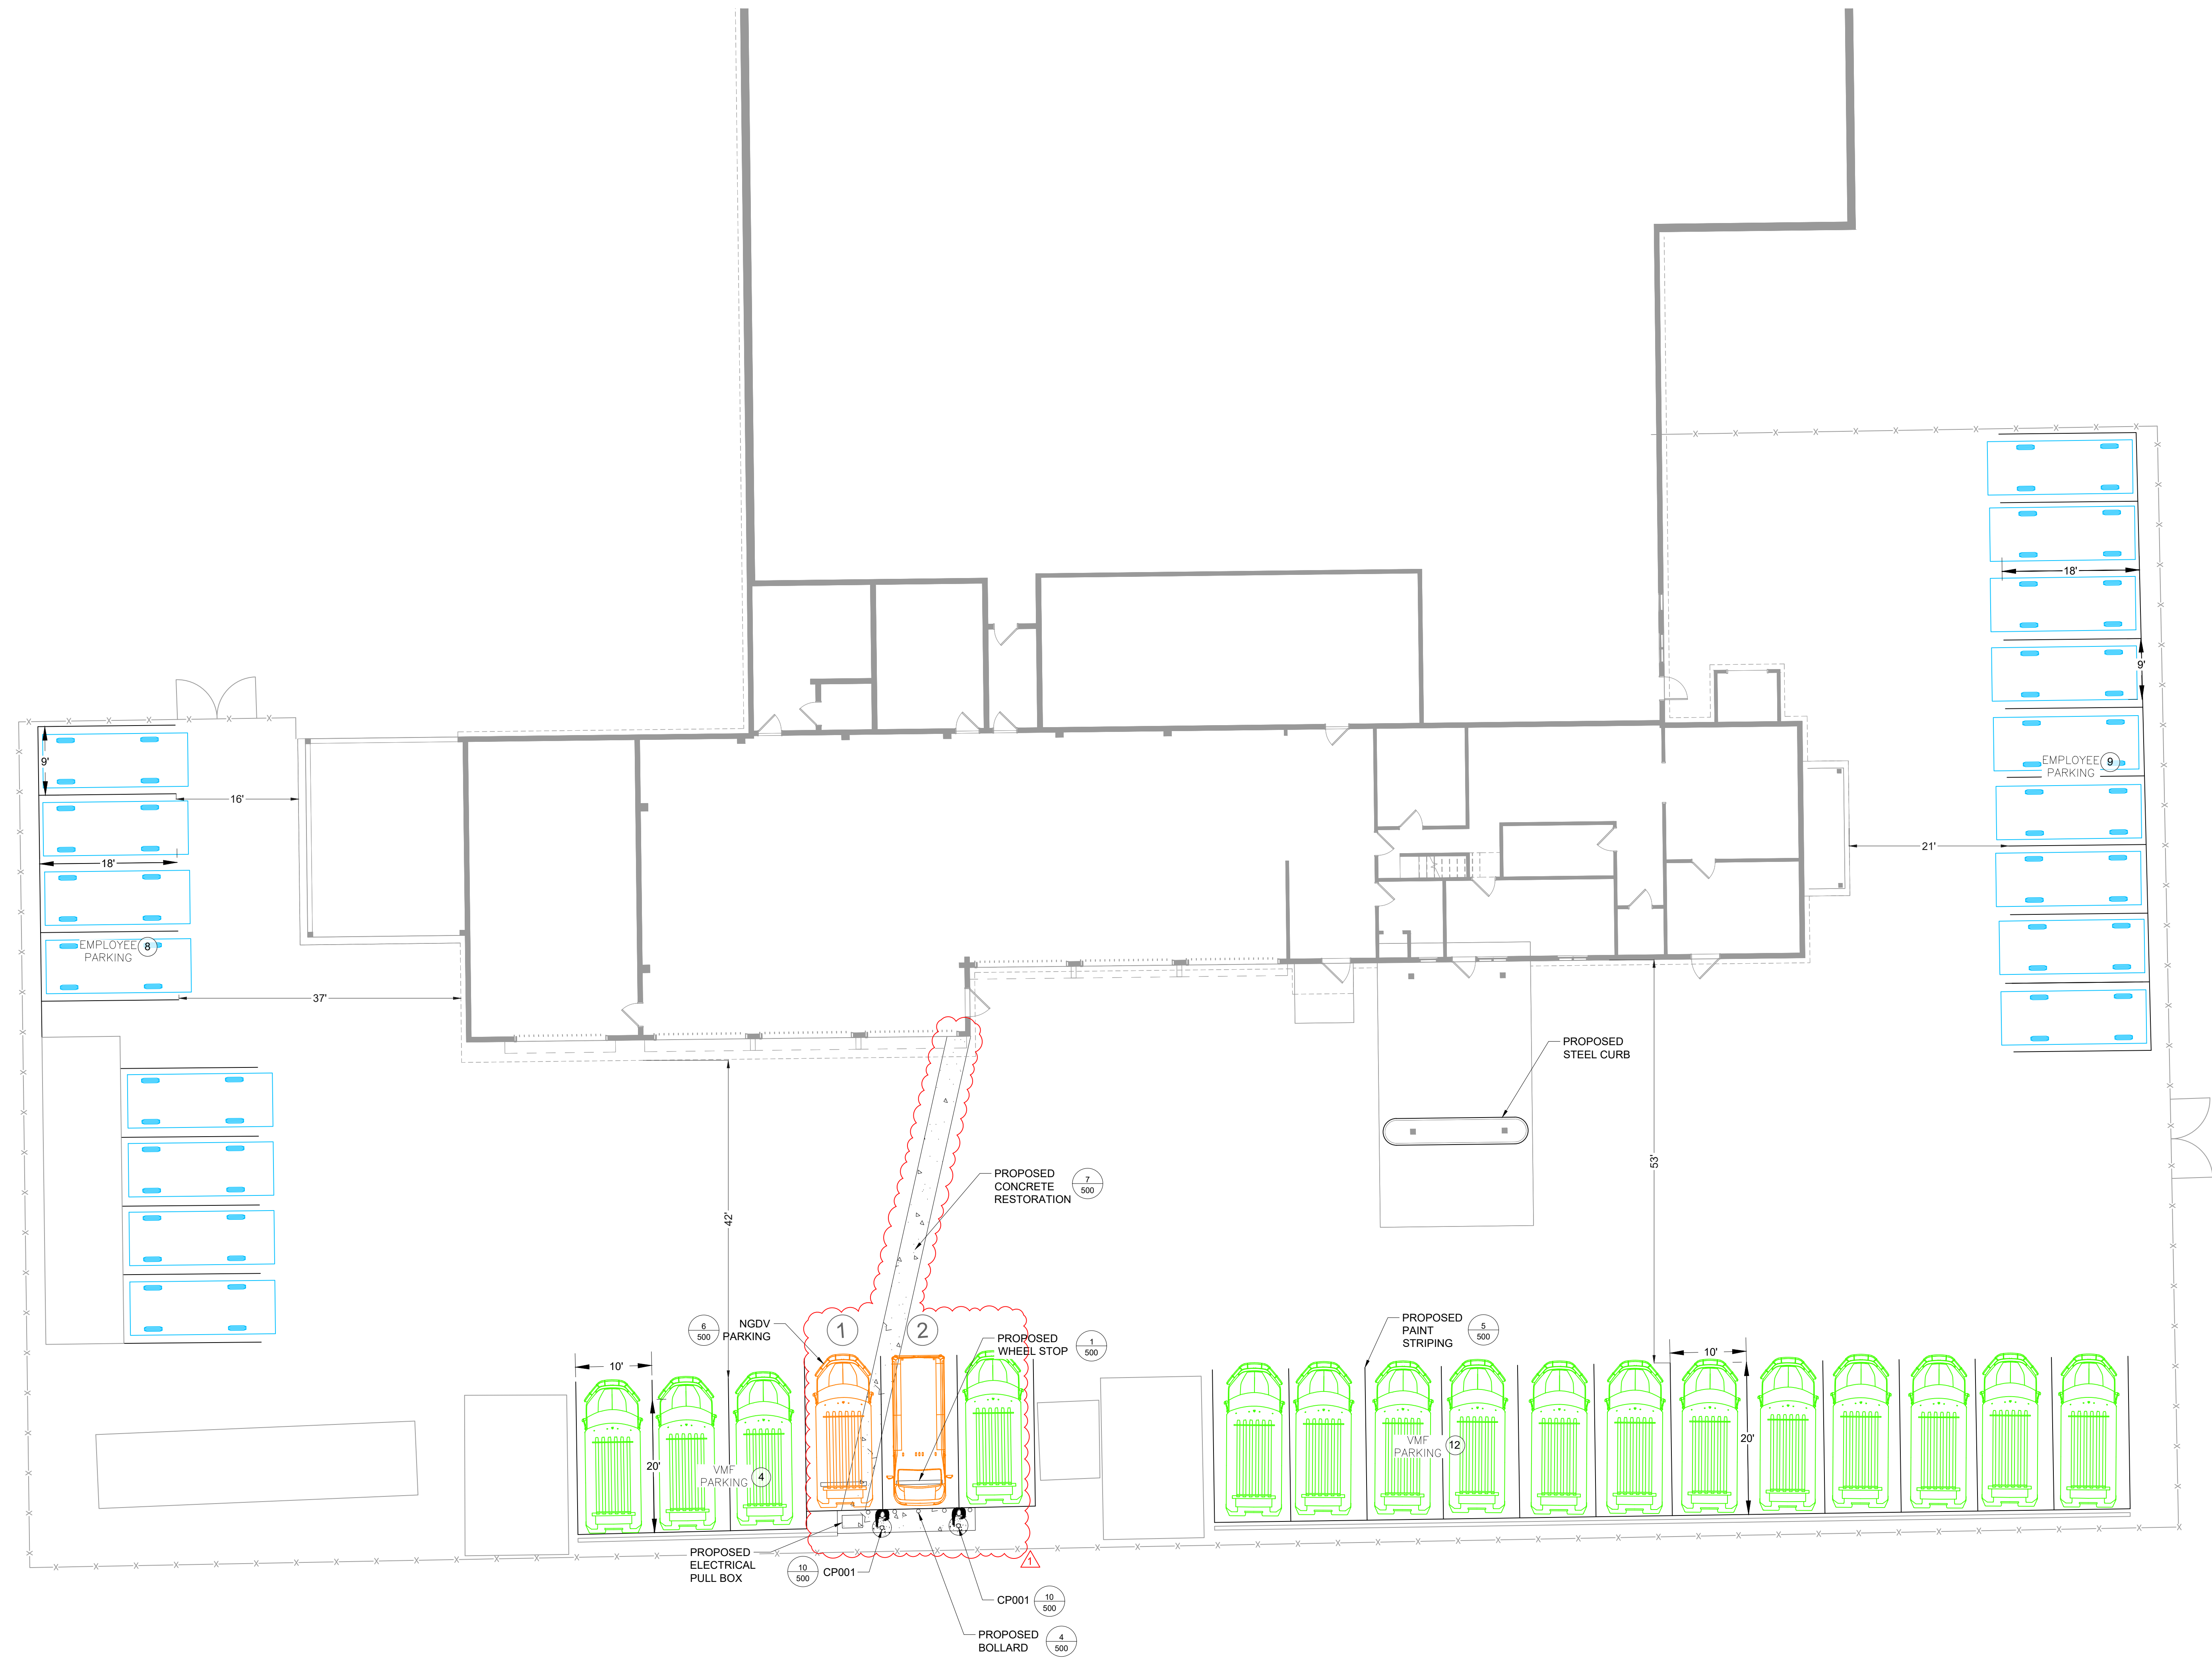 18'
9'
9'
EMPLOYEE 9
PARKING
16'
21'
18'
EMPLOYEE 8
PARKING
37'
PROPOSED
STEEL CURB
53'
42'
PROPOSED
CONCRETE
RESTORATION
7
500
6
500
NGDV
PARKING
1
2
PROPOSED
WHEEL STOP
1
500
PROPOSED
PAINT
STRIPING
5
500
10'
10'
20'
20'
VMF
PARKING 4
VMF
PARKING 12
PROPOSED
ELECTRICAL
PULL BOX
10
500
CP001
1
CP001
10
500
PROPOSED
BOLLARD
4
500